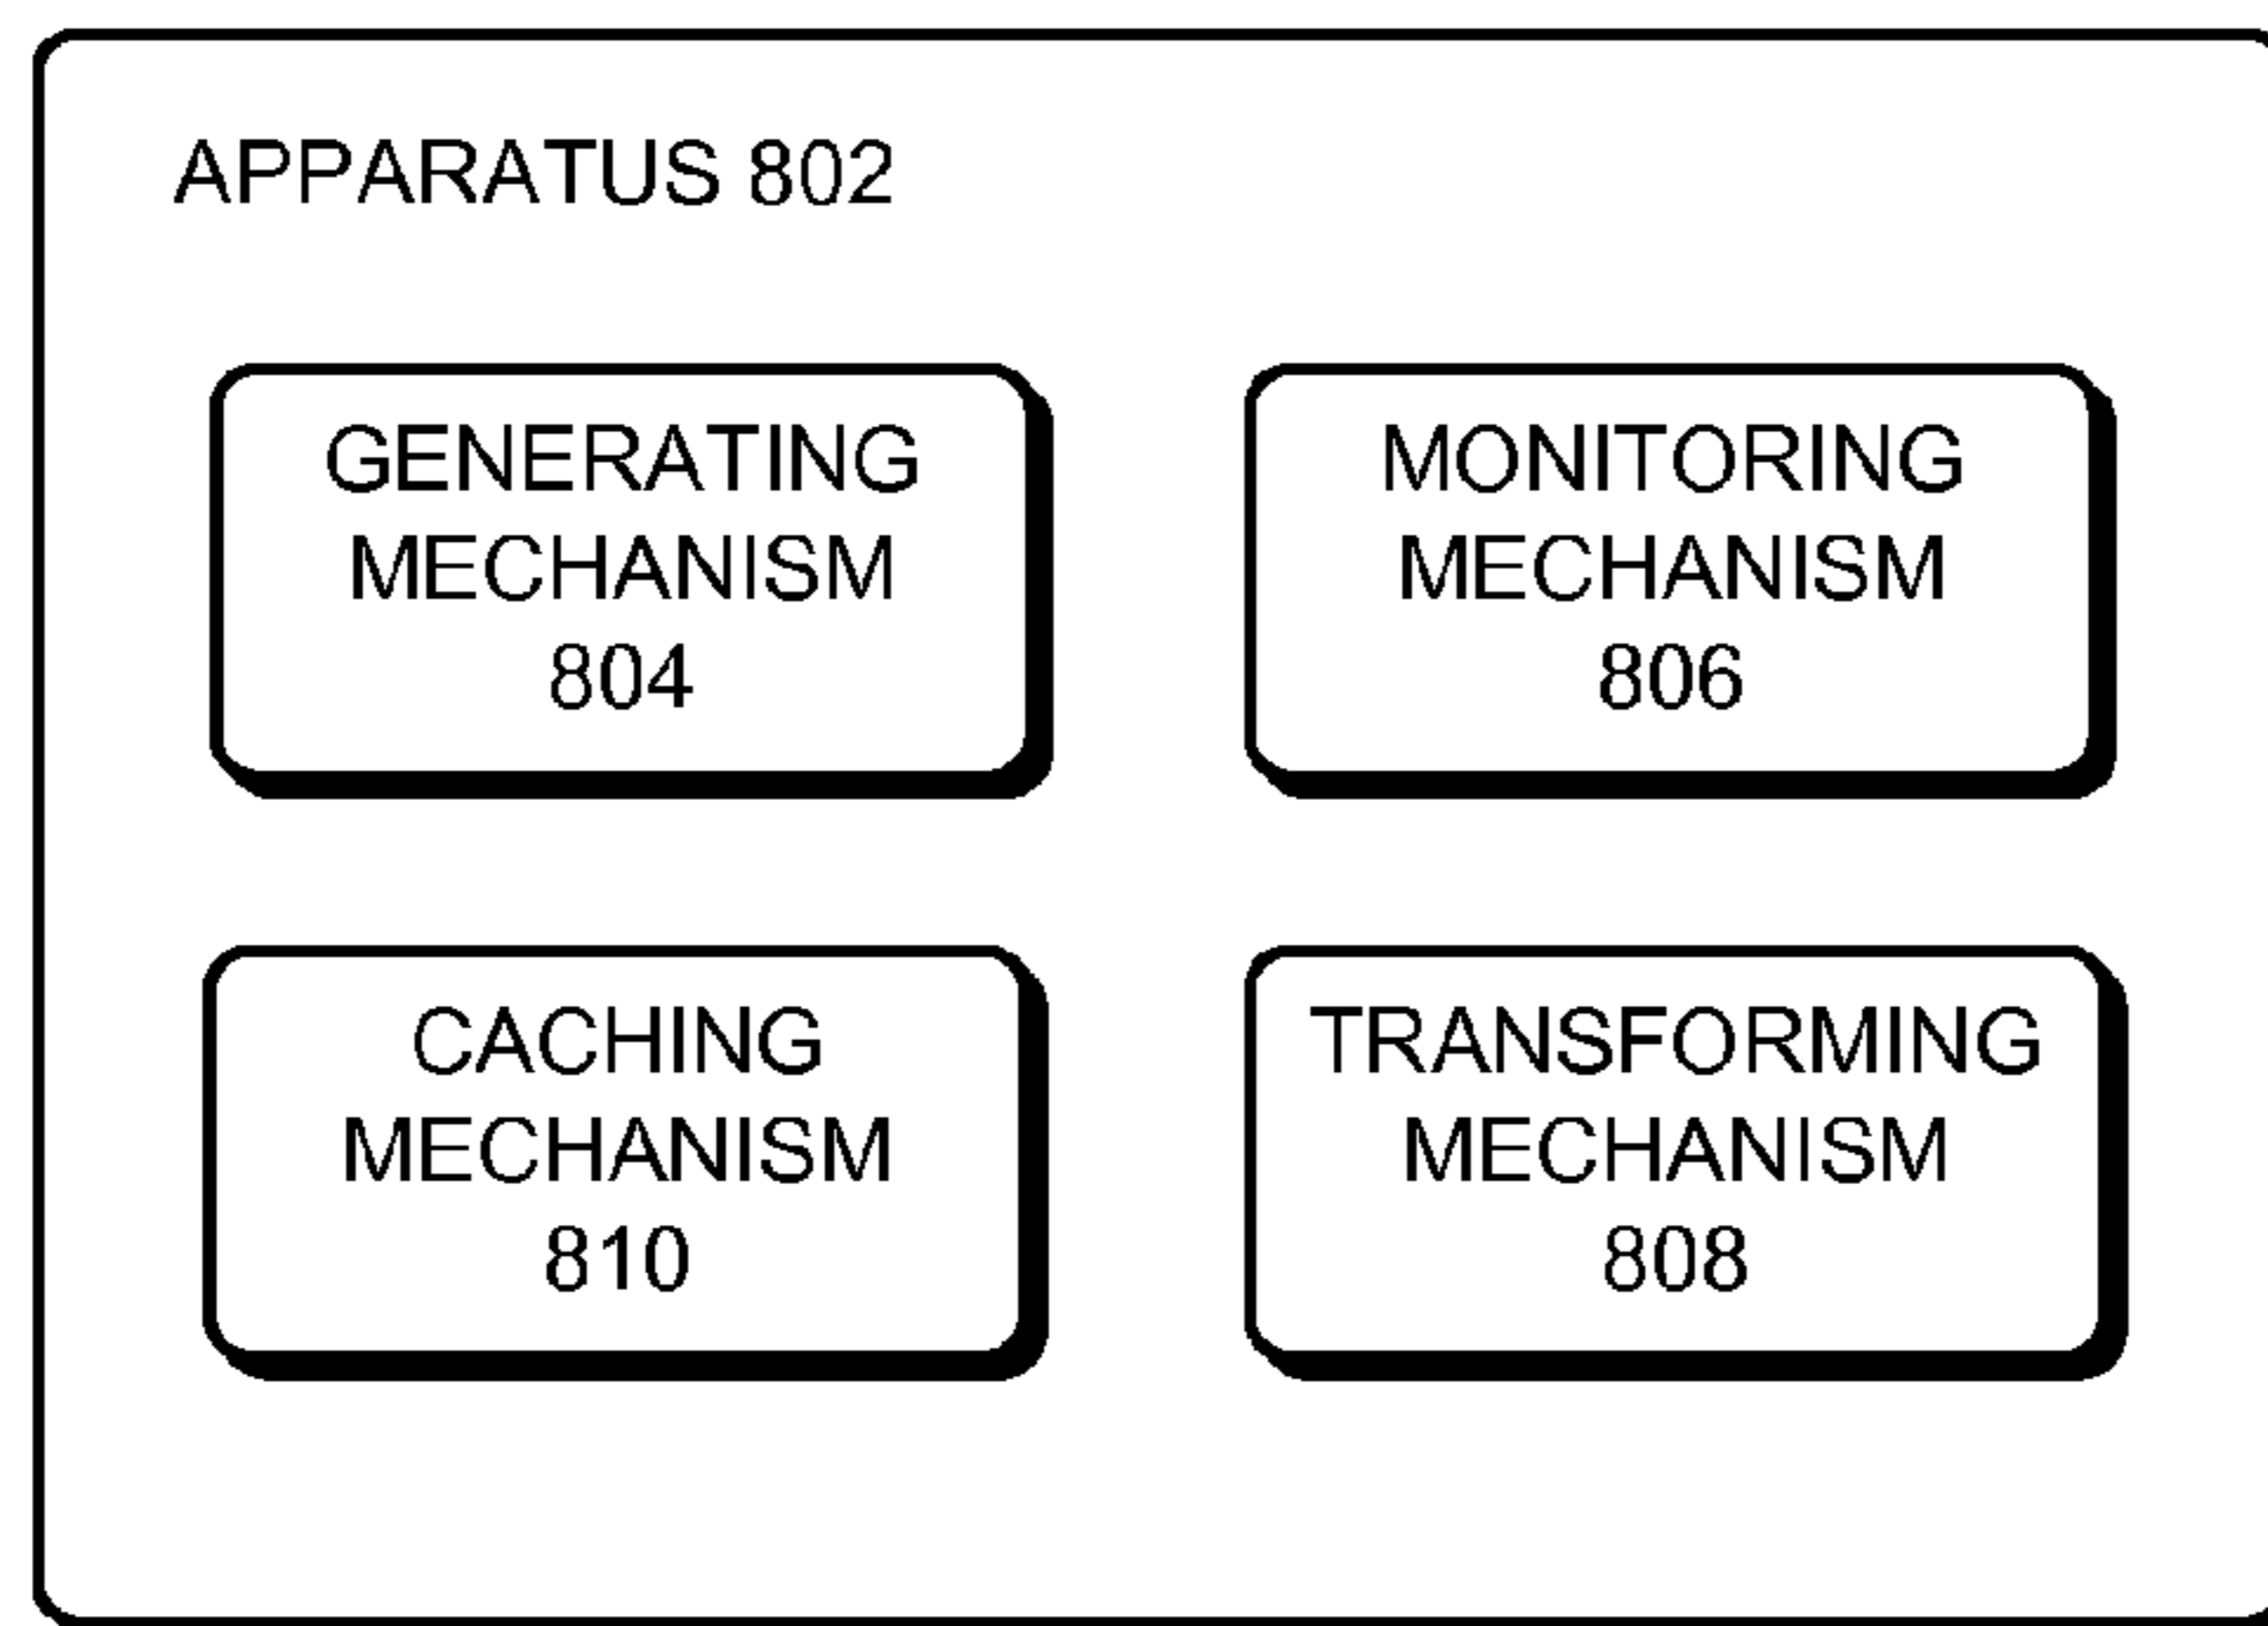 APPARATUS 802
GENERATING
MECHANISM
804
MONITORING
MECHANISM
806
CACHING
MECHANISM
810
TRANSFORMING
MECHANISM
808